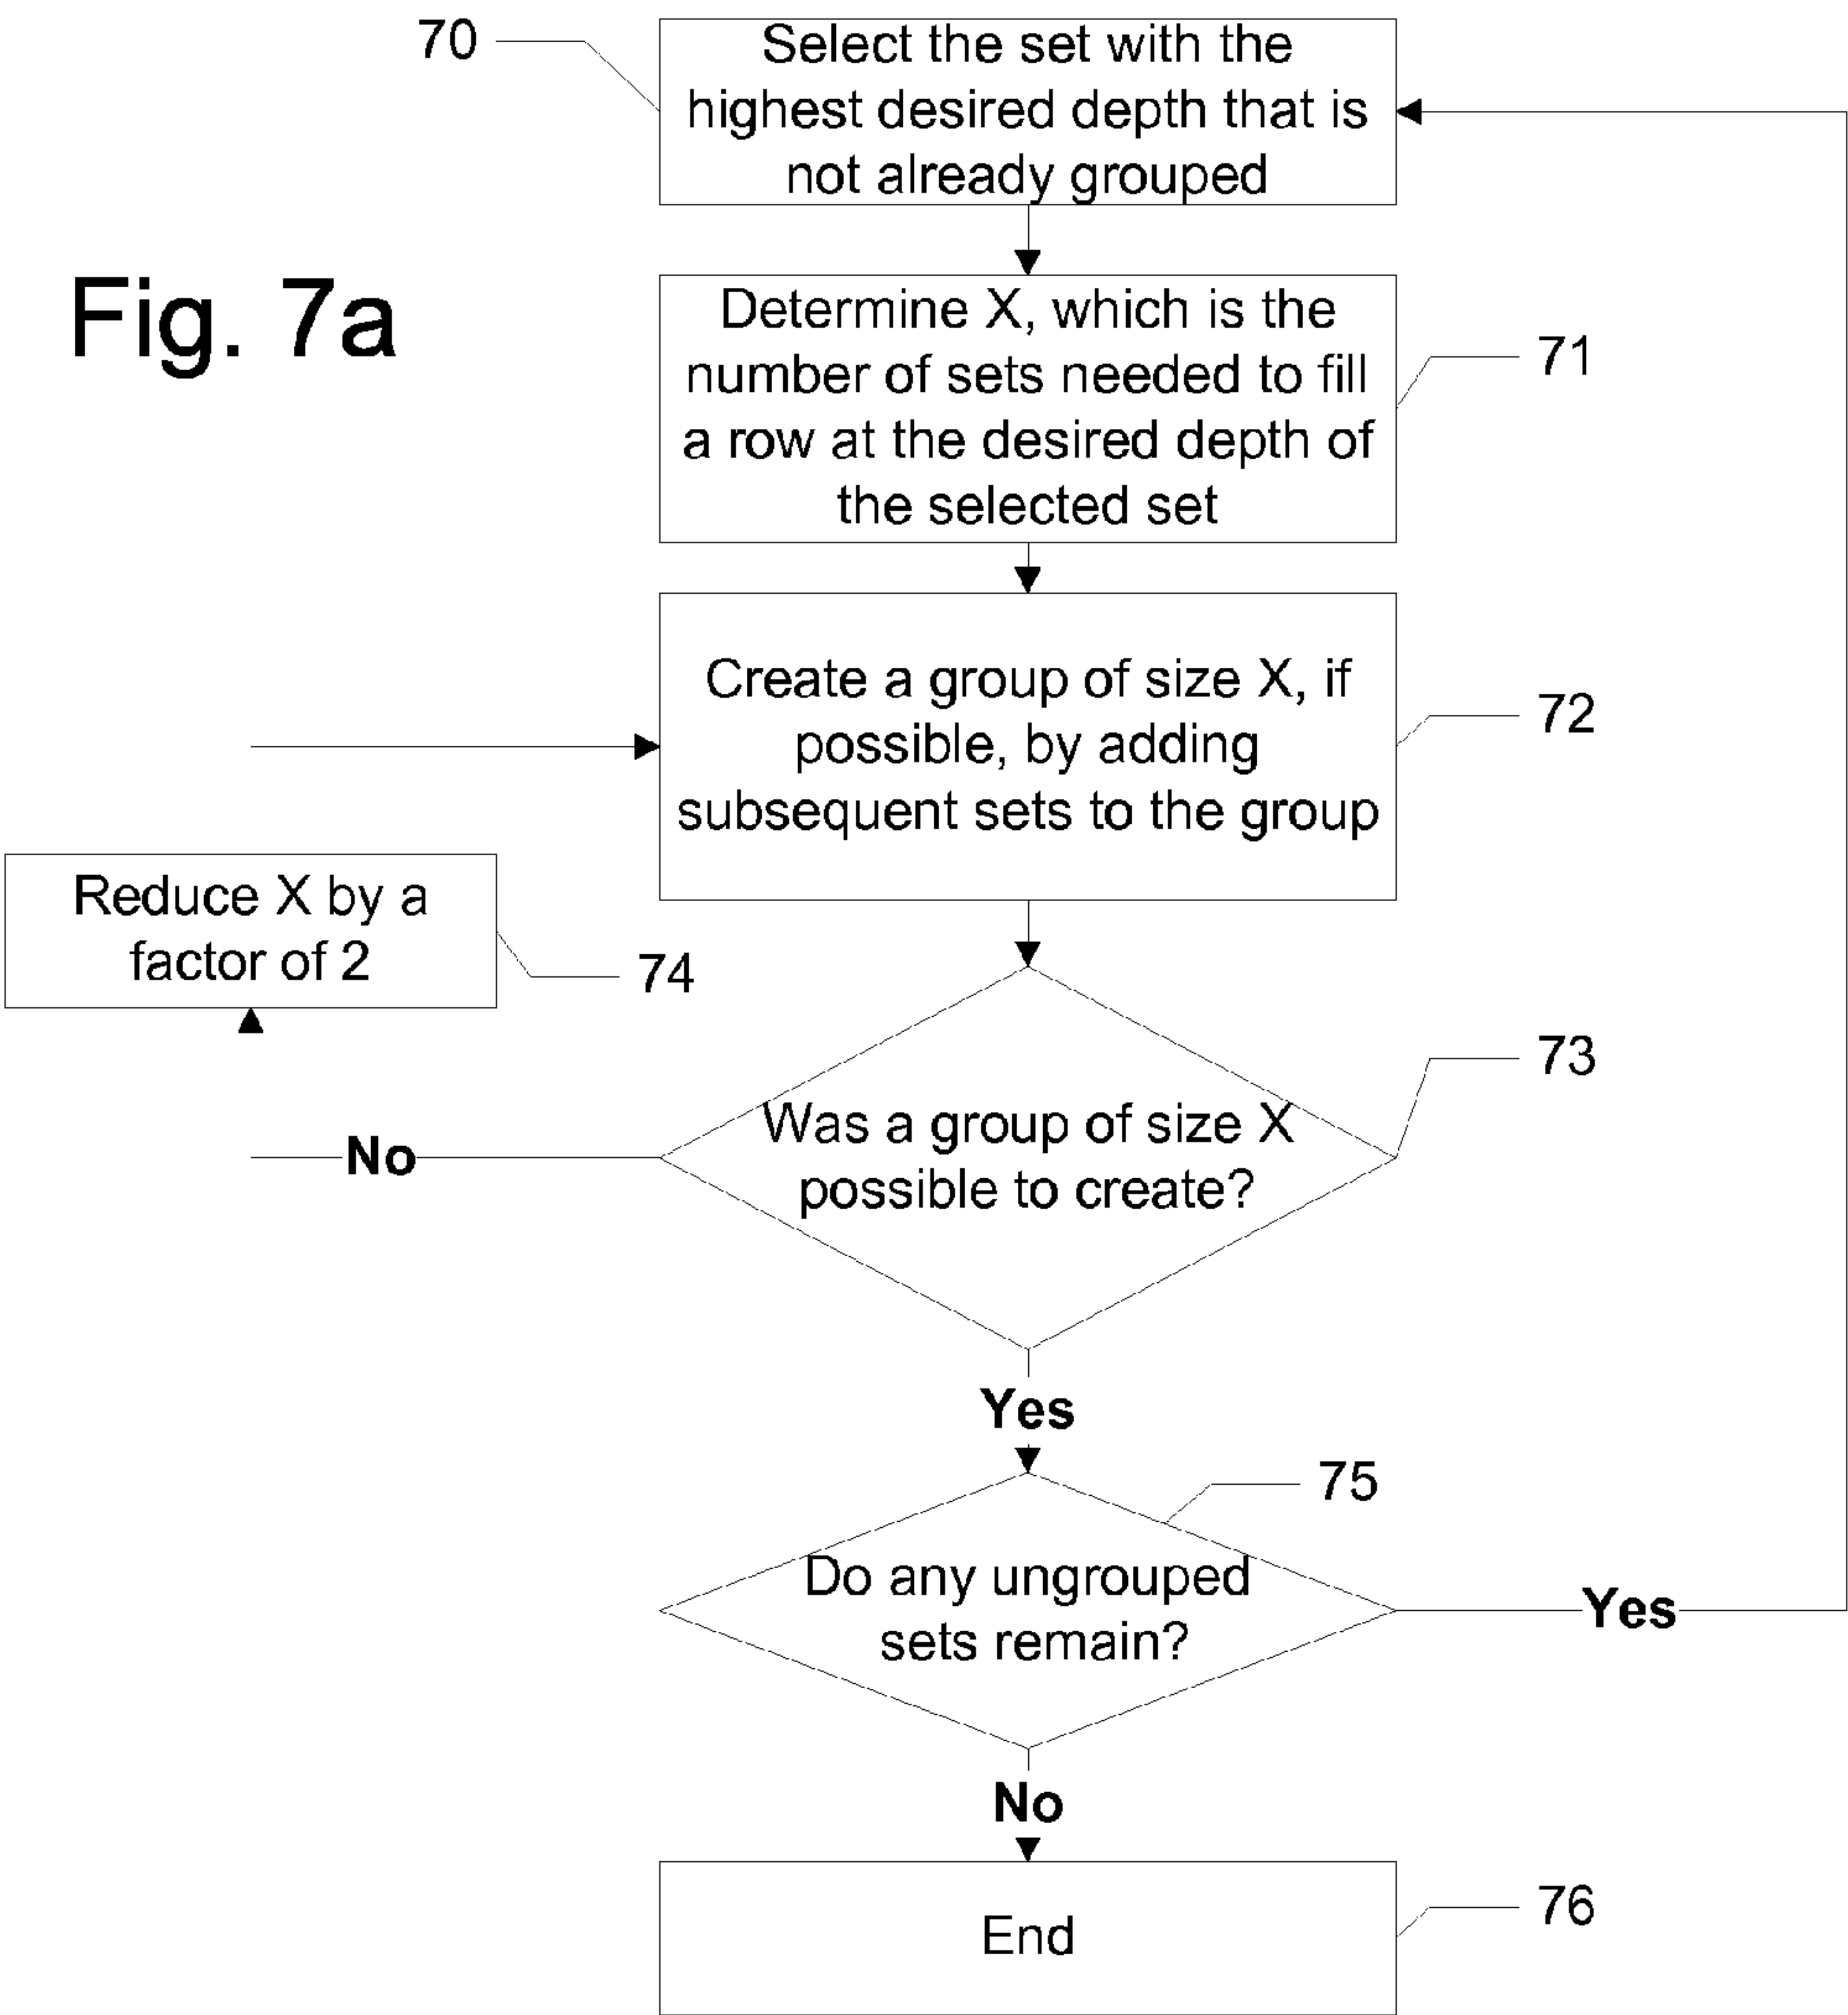 70
Select the set with the
highest desired depth that is
not already grouped
Fig. 7a
Determine X, which is the
number of sets needed to fill
a row at the desired depth of
the selected set
71
Create a group of size X, if
possible, by adding
subsequent sets to the group
72
Reduce X by a
factor of 2
74
Was a group of size X
possible to create?
73
No
Yes
75
Do any ungrouped
sets remain?
Yes
No
End
76